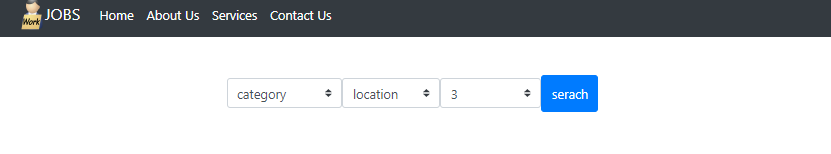 Work JOBS Home About Us Services Contact Us
category location 3 serach